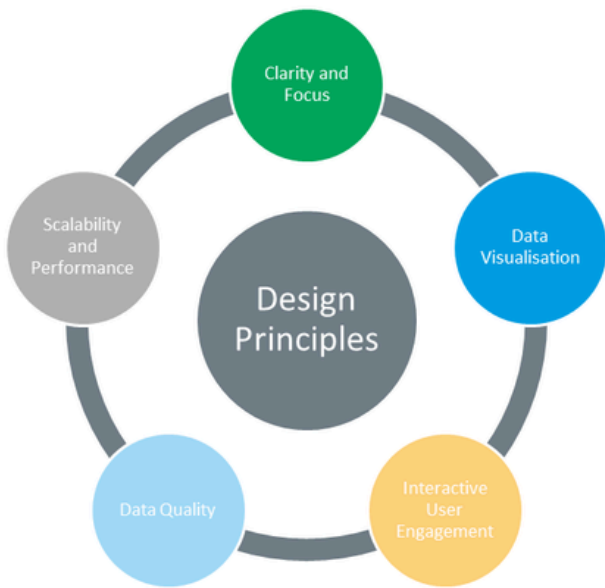 Clarity and
Focus
Data
Visualisation
Interactive
User
Engagement
Data Quality
Scalability
and
Performance
Design
Principles